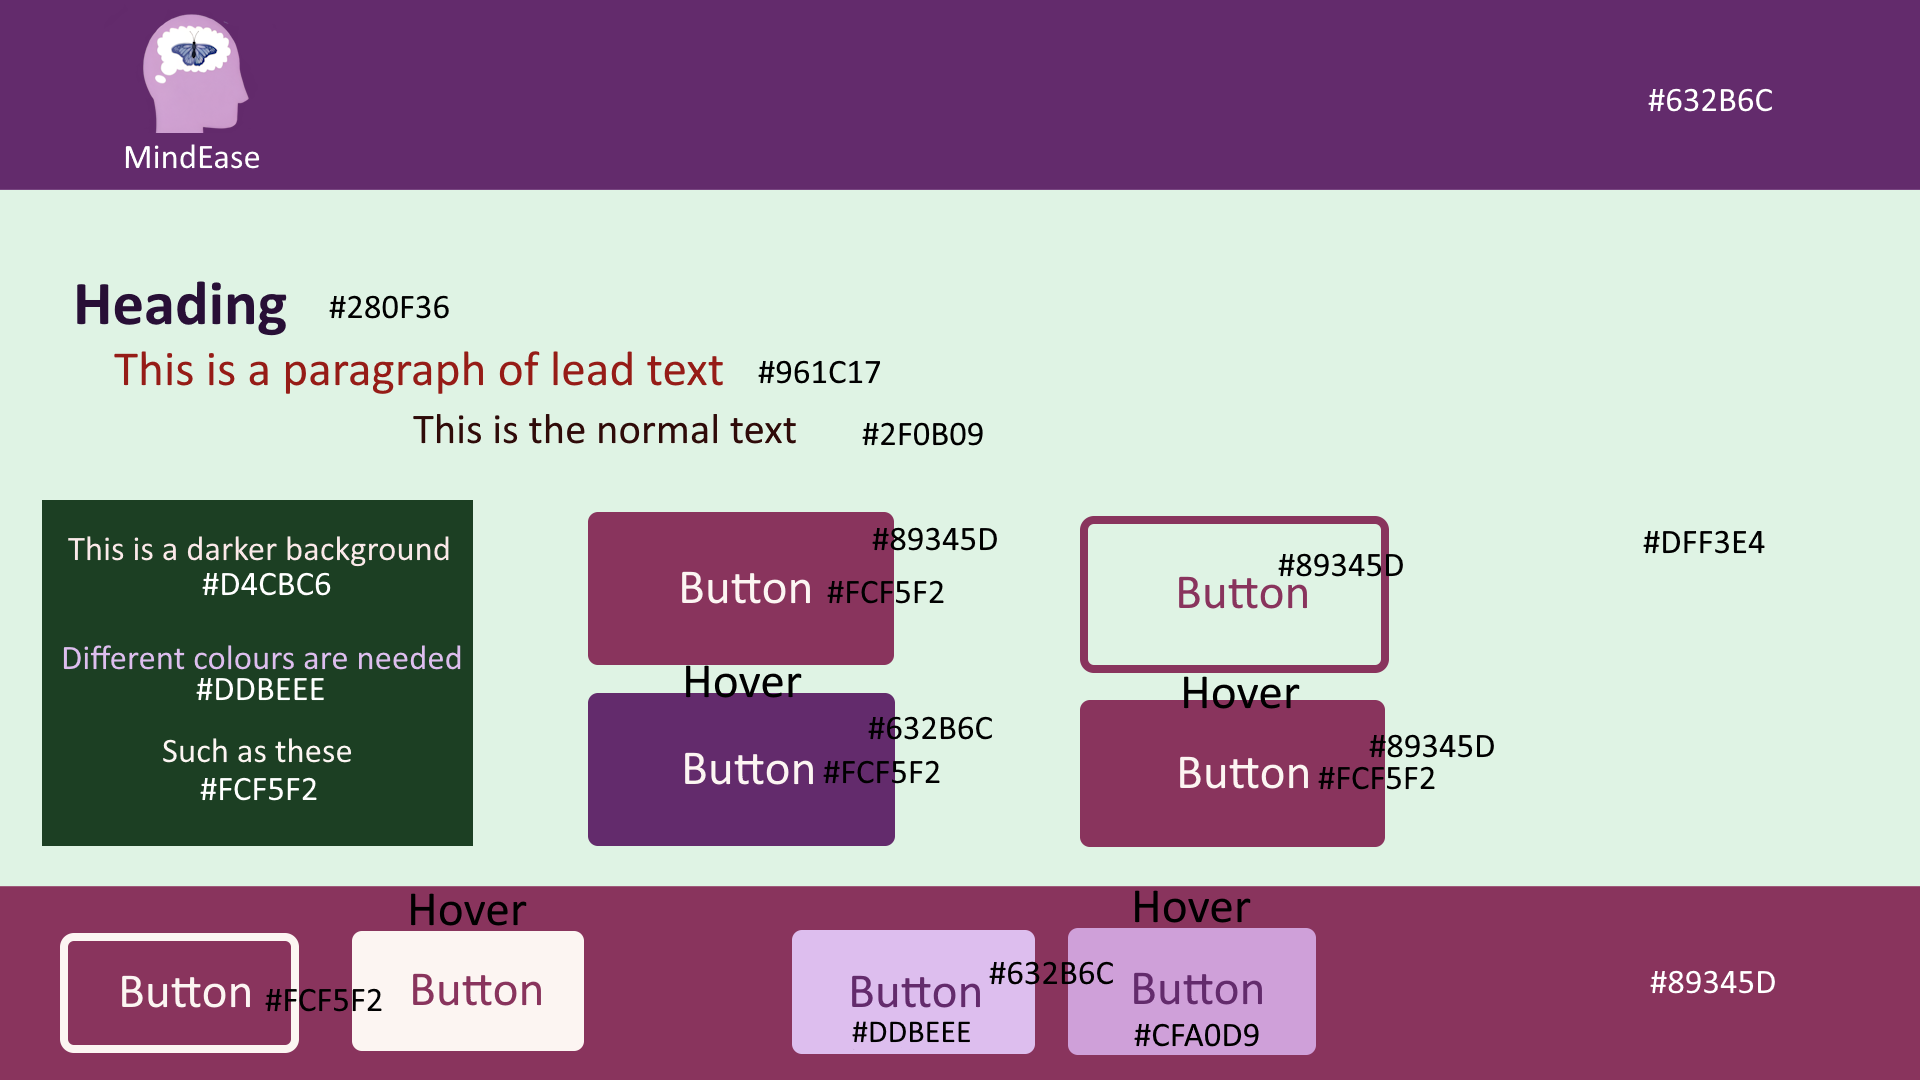 MindEase
#632B6C
Heading #280F36
This is a paragraph of lead text #961C17
This is the normal text #2F0B09
This is a darker background
#D4CBC6
Different colours are needed
#DDBEEE
Such as these
#FCF5F2
#89345D
Button #FCF5F2
Hover
#632B6C
Button #FCF5F2
#89345D
Button
Hover
#89345D
Button #FCF5F2
#DFF3E4
Button #FCF5F2
Hover
Button
Button #632B6C
#DDBEEE
Hover
Button
#CFA0D9
#89345D